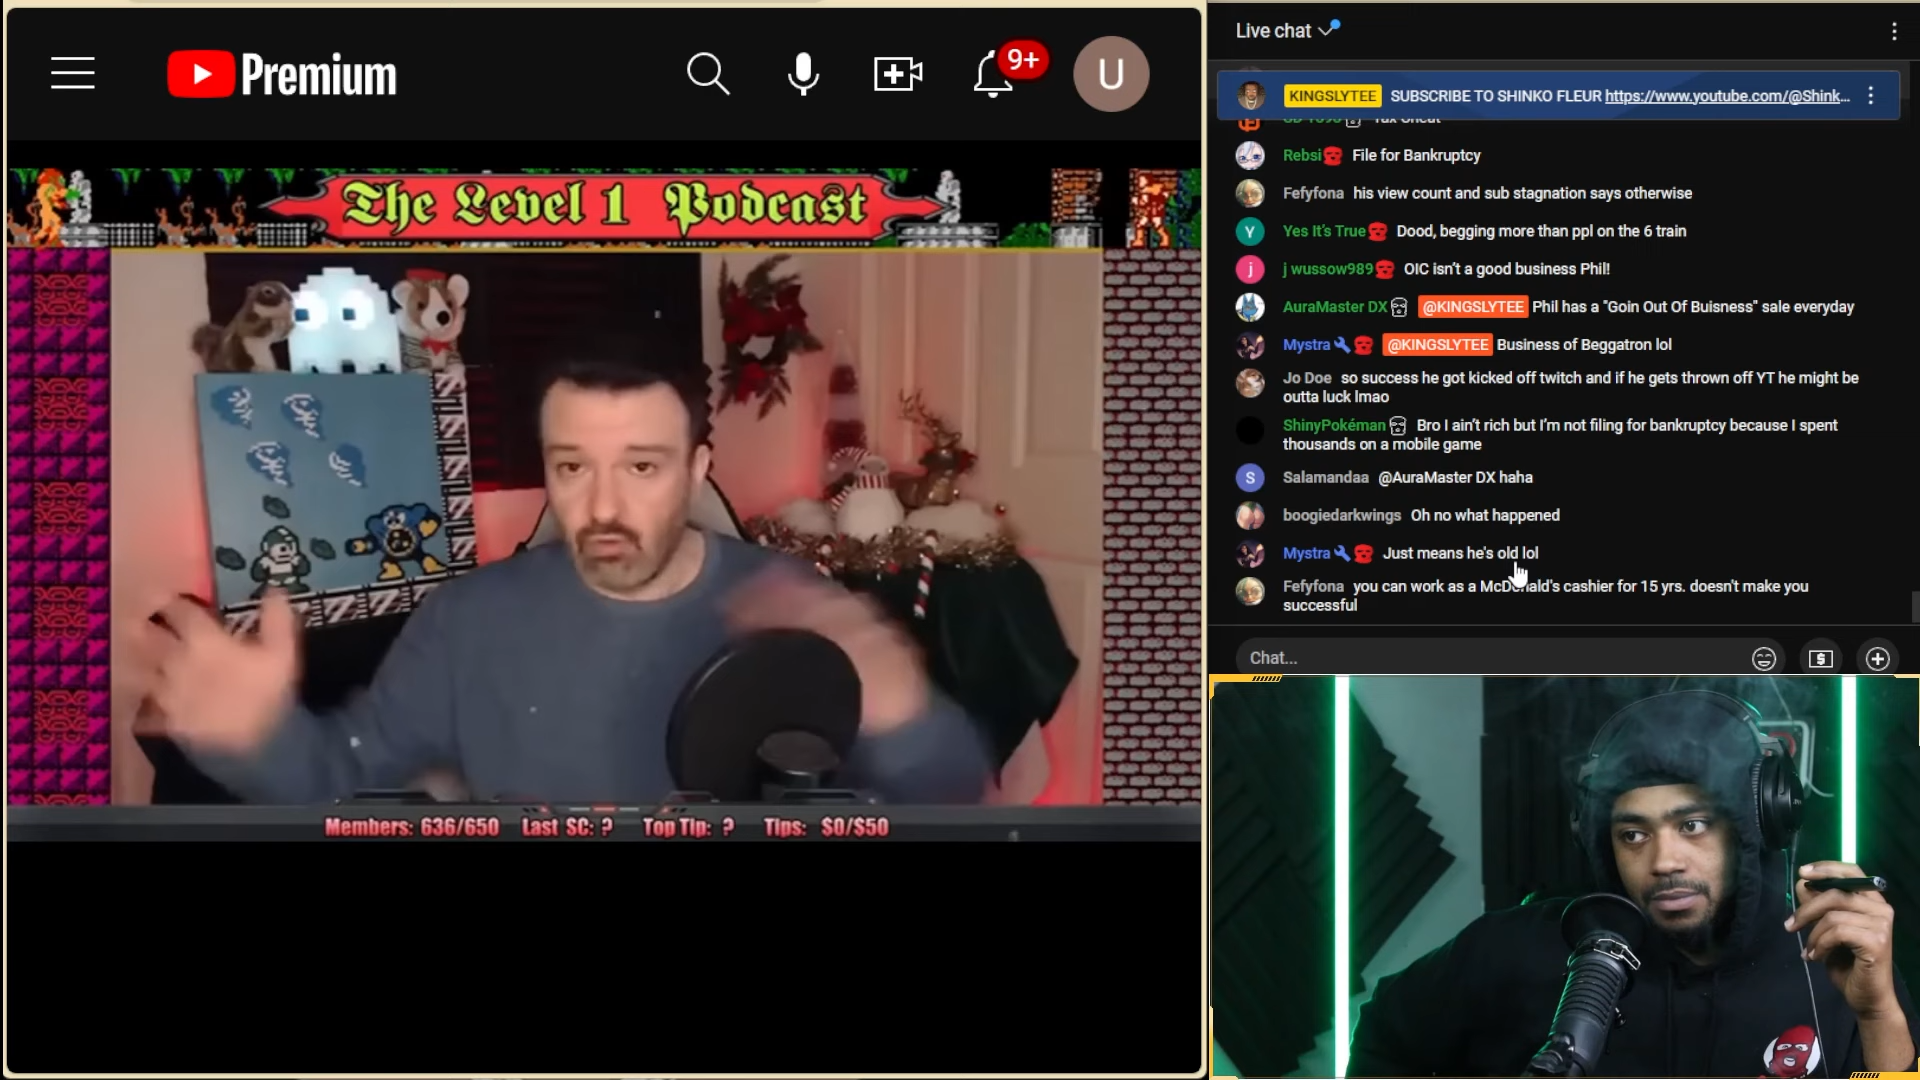 Premium
9+
U
The Level 1 Podcast
Members: 636/650 Last SC: ? Top Tip: ? Tips: $0/$50
Live chat
KINGSLYTEE SUBSCRIBE TO SHINKO FLEUR https://www.youtube.com/@Shink...
Tax Cheat
Rebsi File for Bankruptcy
Fefyfona his view count and sub stagnation says otherwise
Y
Yes It's True Dood, begging more than ppl on the 6 train
j
j wussow989 OIC isn't a good business Phil!
AuraMaster DX @KINGSLYTEE Phil has a "Goin Out Of Buisness" sale everyday
Mystra @KINGSLYTEE Business of Beggatron lol
Jo Doe so success he got kicked off twitch and if he gets thrown off YT he might be
outta luck lmao
ShinyPokéman Bro I ain't rich but I'm not filing for bankruptcy because I spent
thousands on a mobile game
S
Salamandaa @AuraMaster DX haha
boogiedarkwings Oh no what happened
Mystra Just means he's old lol
Fefyfona you can work as a McDonald's cashier for 15 yrs. doesn't make you
successful
Chat...